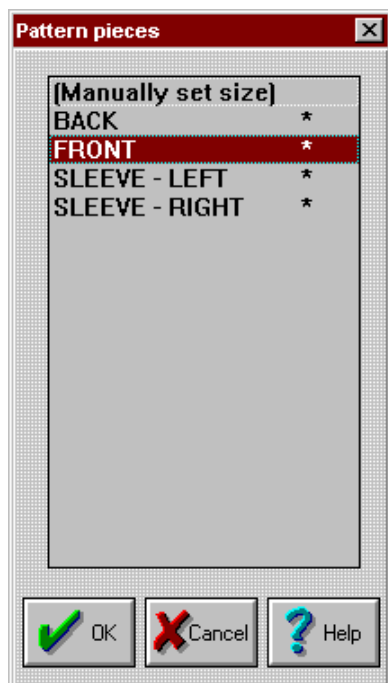 Pattern pieces
(Manually set size)
BACK *
FRONT *
SLEEVE - LEFT *
SLEEVE - RIGHT *
OK Cancel Help